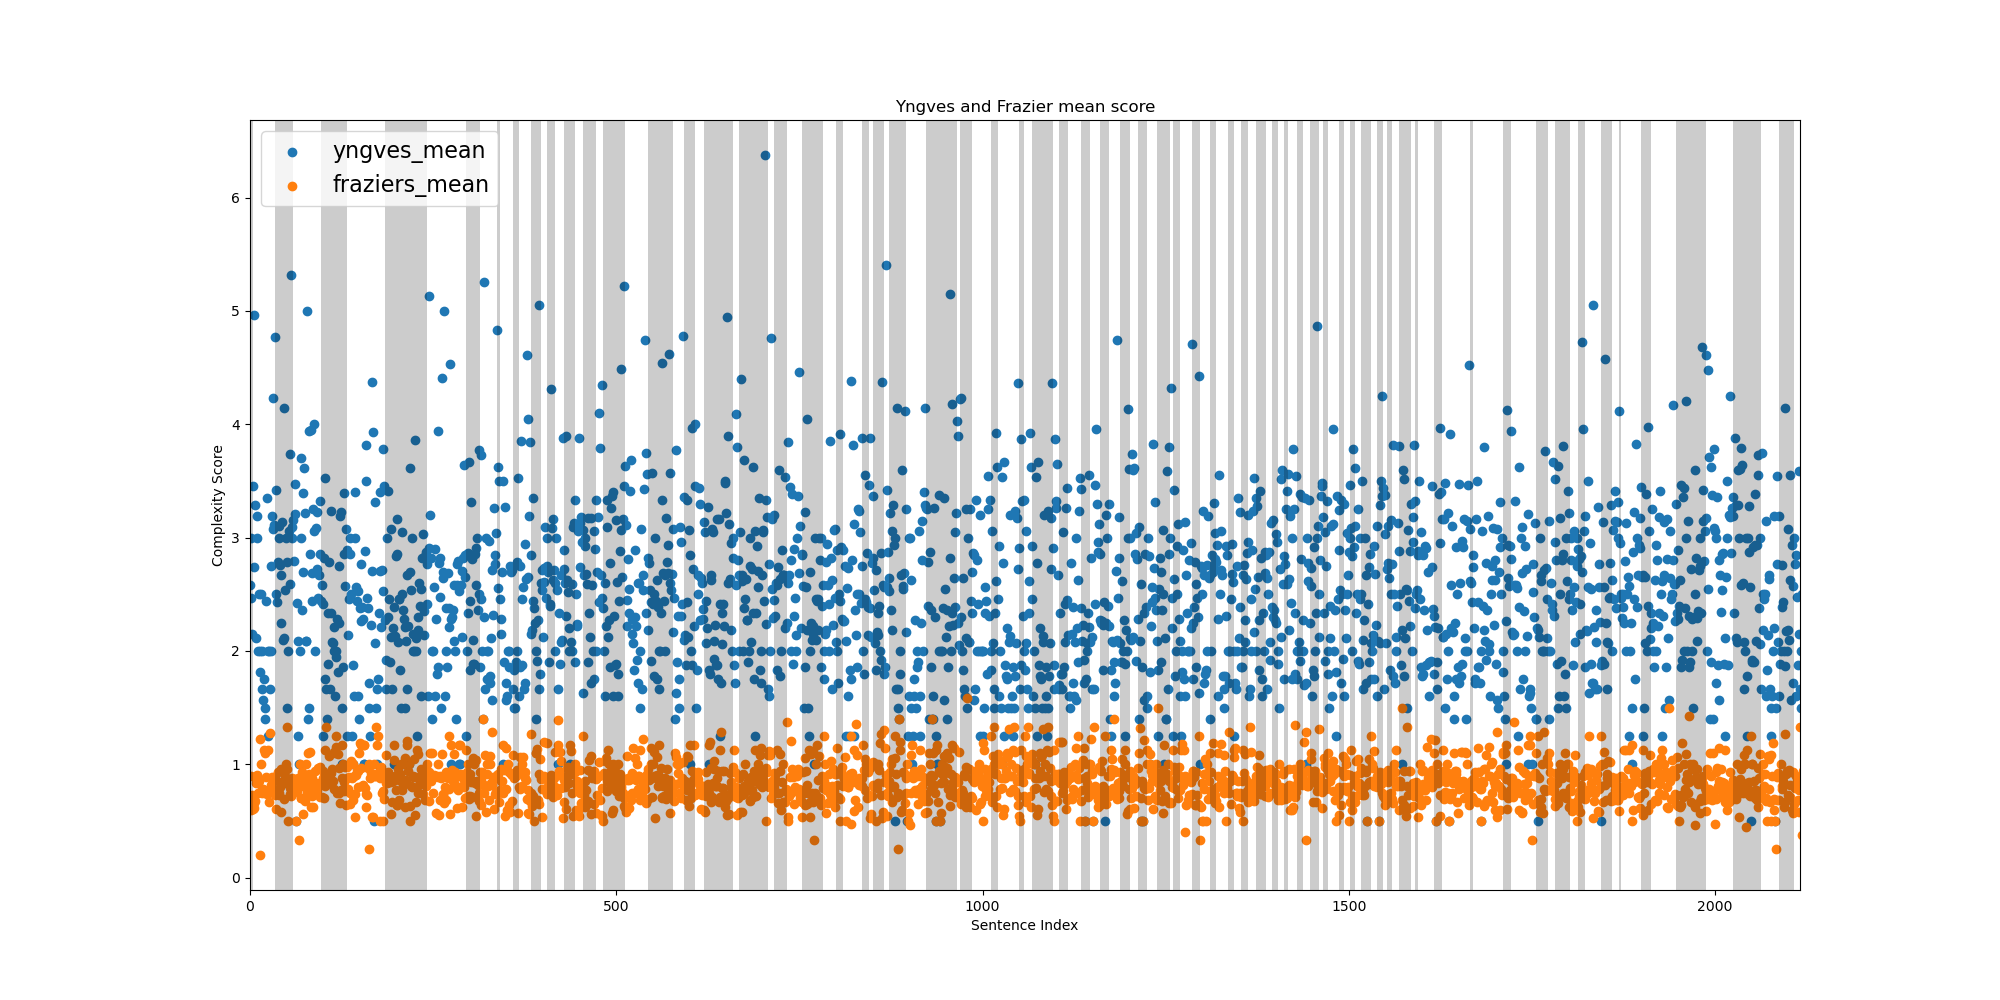 Yngves and Frazier mean score
yngves_mean
fraziers_mean
Complexity Score
6
5
4
3
2
1
0
0 500 1000 1500 2000
Sentence Index